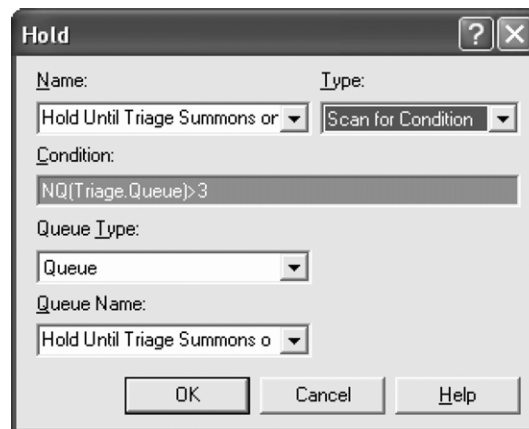 Hold
Name: Type:
Hold Until Triage Summons or Scan for Condition
Condition:
NQ(Triage.Queue)>3
Queue Type:
Queue
Queue Name:
Hold Until Triage Summons o
OK Cancel Help